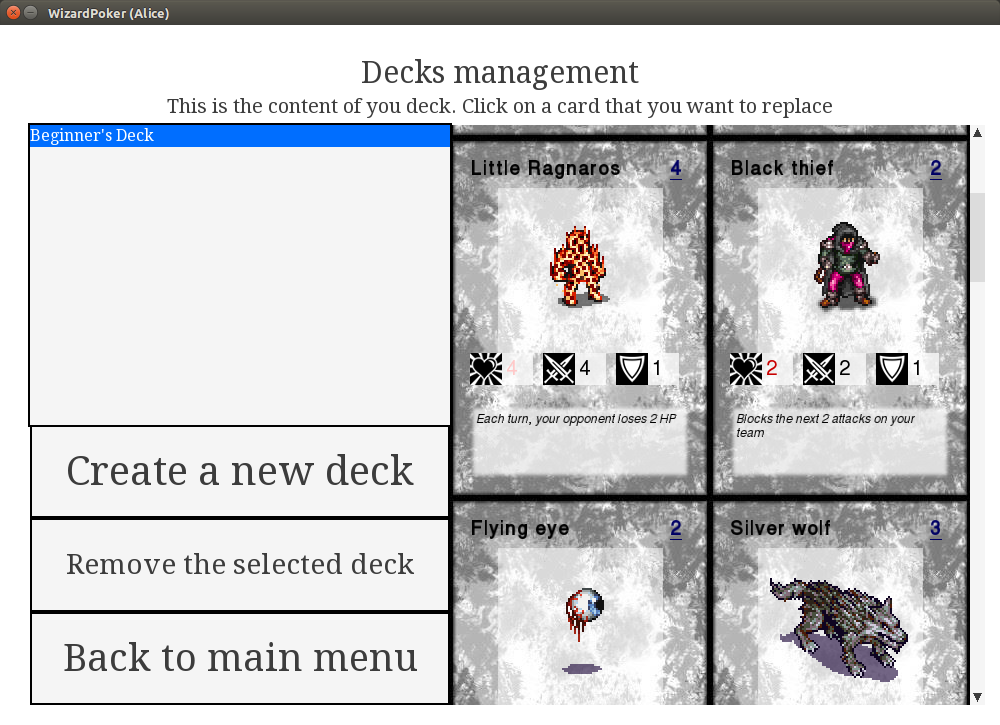 WizardPoker (Alice)
Decks management
This is the content of you deck. Click on a card that you want to replace
Beginner's Deck
Create a new deck
Remove the selected deck
Back to main menu
Little Ragnaros 4
4 4 1
Each turn, your opponent loses 2 HP
Black thief 2
2 2 1
Blocks the next 2 attacks on your
team
Flying eye 2
Silver wolf 3